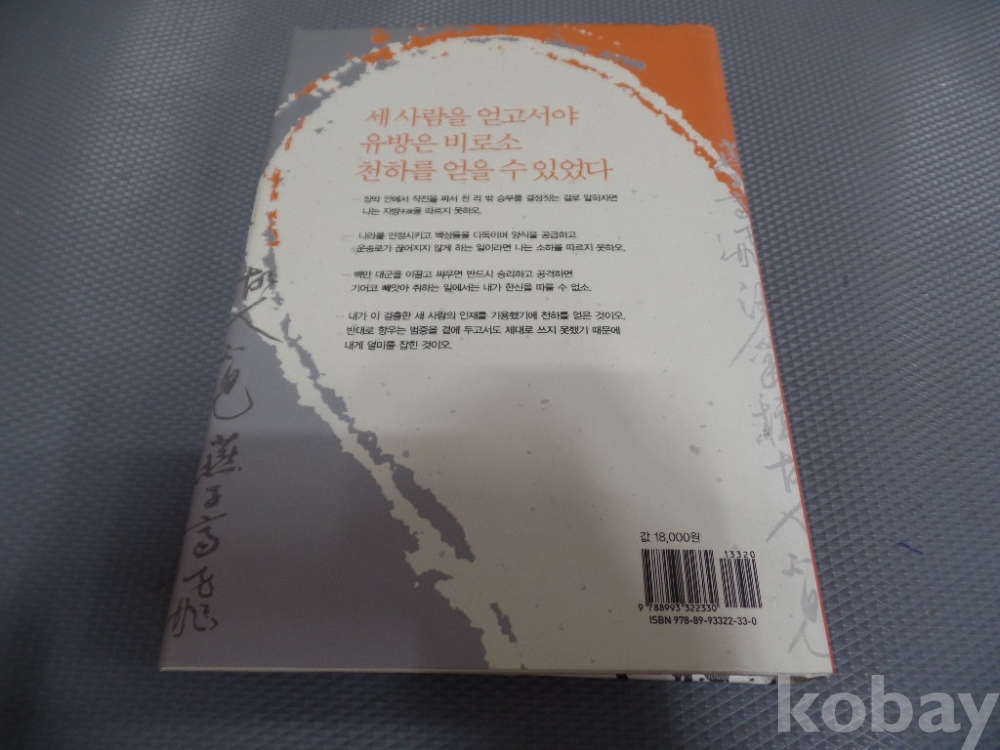 세 사람을 얻고서야
유방은 비로소
천하를 얻을 수 있었다
장막 안에서 작전을 짜서 천 리 밖 승부를 결정짓는 걸로 말하자면
나는 자방子房을 따르지 못하오.
나라를 안정시키고 백성들을 다독이며 양식을 공급하고
운송로가 끊어지지 않게 하는 일이라면 나는 소하를 따르지 못하오.
백만 대군을 이끌고 싸우면 반드시 승리하고 공격하면
기어코 빼앗아 취하는 일에서는 내가 한신을 따를 수 없소.
내가 이 걸출한 세 사람의 인재를 기용했기에 천하를 얻은 것이오.
반대로 항우는 범증을 곁에 두고서도 제대로 쓰지 못했기 때문에
내게 덜미를 잡힌 것이오.
값 18,000원
13320
9 788993 322330
ISBN 978-89-93322-33-0
kobay